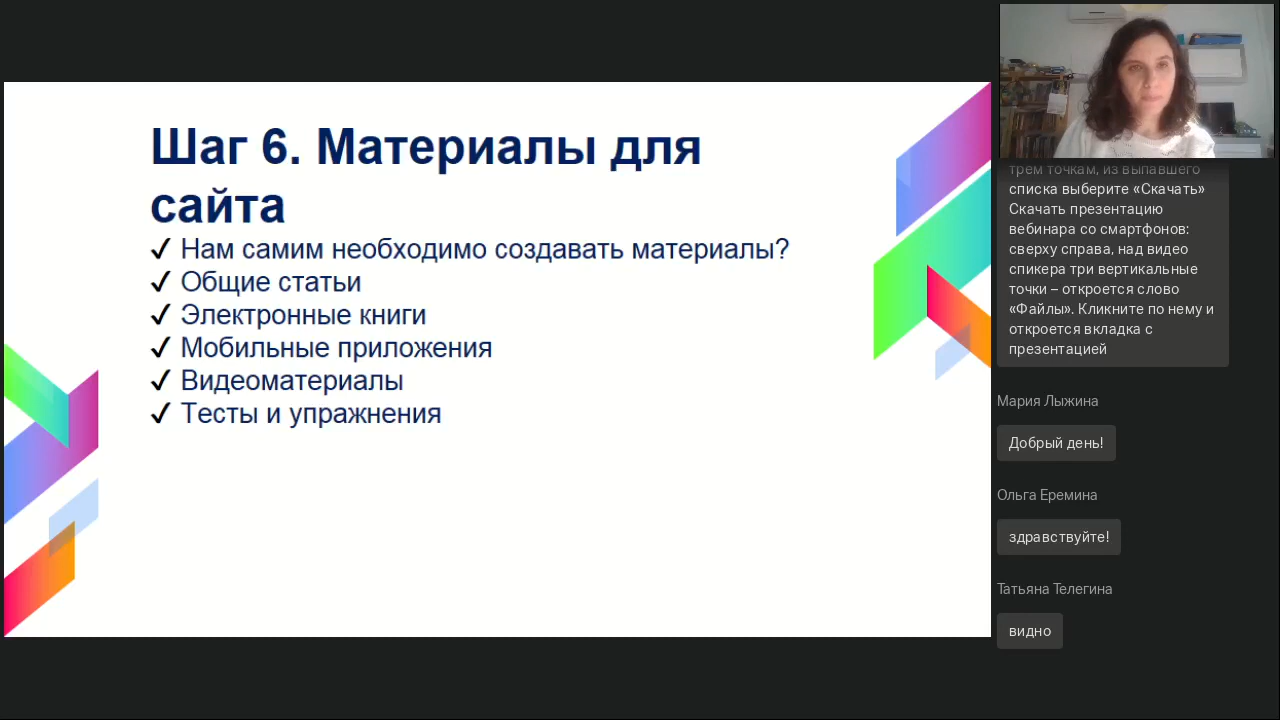 Шаг 6. Материалы для
сайта
✓ Нам самим необходимо создавать материалы?
✓ Общие статьи
✓ Электронные книги
✓ Мобильные приложения
✓ Видеоматериалы
✓ Тесты и упражнения
трем точкам, из выпавшего
списка выберите «Скачать»
Скачать презентацию
вебинара со смартфонов:
сверху справа, над видео
спикера три вертикальные
точки – откроется слово
«Файлы». Кликните по нему и
откроется вкладка с
презентацией
Мария Лыжина
Добрый день!
Ольга Еремина
здравствуйте!
Татьяна Телегина
видно